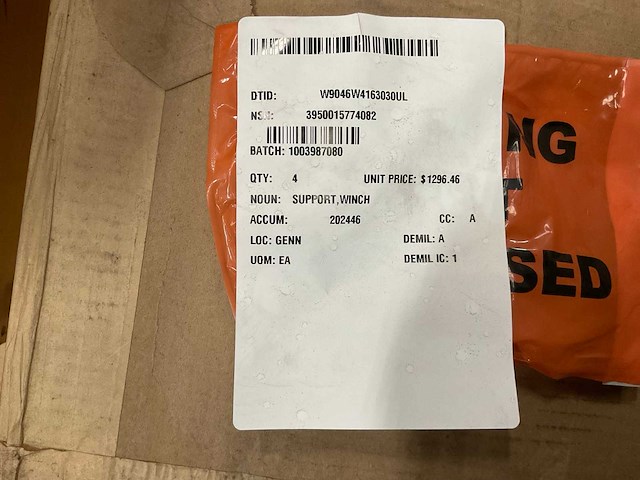 DTID: W9046W4163030UL
NSN: 3950015774082
BATCH: 1003987080
QTY: 4 UNIT PRICE: $1296.46
NOUN: SUPPORT,WINCH
ACCUM: 202446 CC: A
LOC: GENN DEMIL: A
UOM: EA DEMIL IC: 1
NG
SED